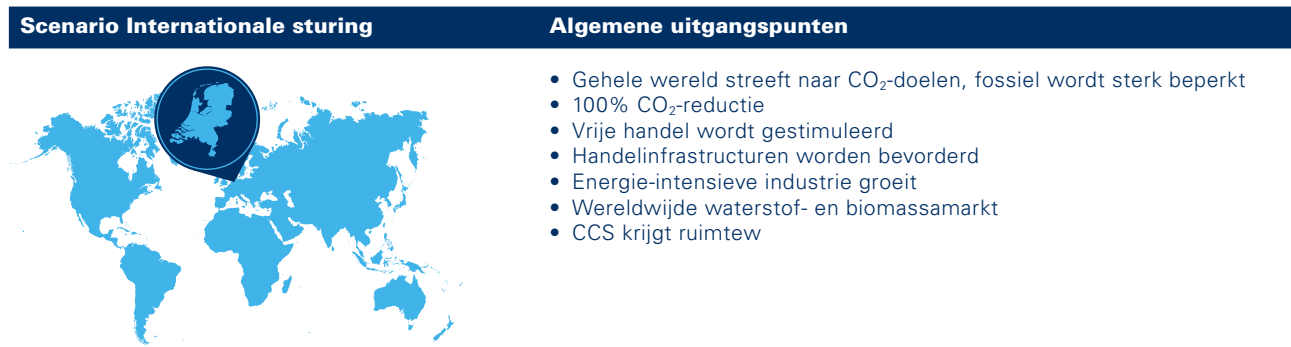 Scenario Internationale sturing
Algemene uitgangspunten
• Gehele wereld streeft naar CO₂-doelen, fossiel wordt sterk beperkt
• 100% CO₂-reductie
• Vrije handel wordt gestimuleerd
• Handelinfrastructuren worden bevorderd
• Energie-intensieve industrie groeit
• Wereldwijde waterstof- en biomassamarkt
• CCS krijgt ruimtew